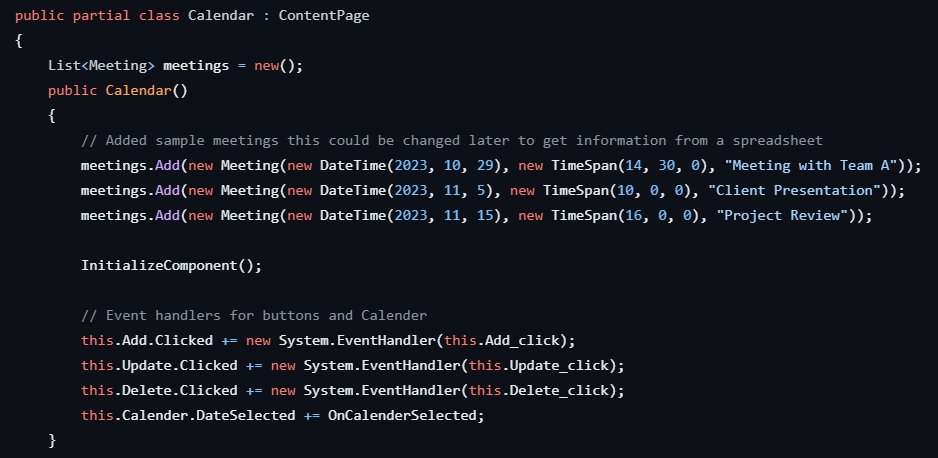 public partial class Calendar : ContentPage
{
    List<Meeting> meetings = new();
    public Calendar()
    {
        // Added sample meetings this could be changed later to get information from a spreadsheet
        meetings.Add(new Meeting(new DateTime(2023, 10, 29), new TimeSpan(14, 30, 0), "Meeting with Team A"));
        meetings.Add(new Meeting(new DateTime(2023, 11, 5), new TimeSpan(10, 0, 0), "Client Presentation"));
        meetings.Add(new Meeting(new DateTime(2023, 11, 15), new TimeSpan(16, 0, 0), "Project Review"));

        InitializeComponent();

        // Event handlers for buttons and Calender
        this.Add.Clicked += new System.EventHandler(this.Add_click);
        this.Update.Clicked += new System.EventHandler(this.Update_click);
        this.Delete.Clicked += new System.EventHandler(this.Delete_click);
        this.Calender.DateSelected += OnCalenderSelected;
    }